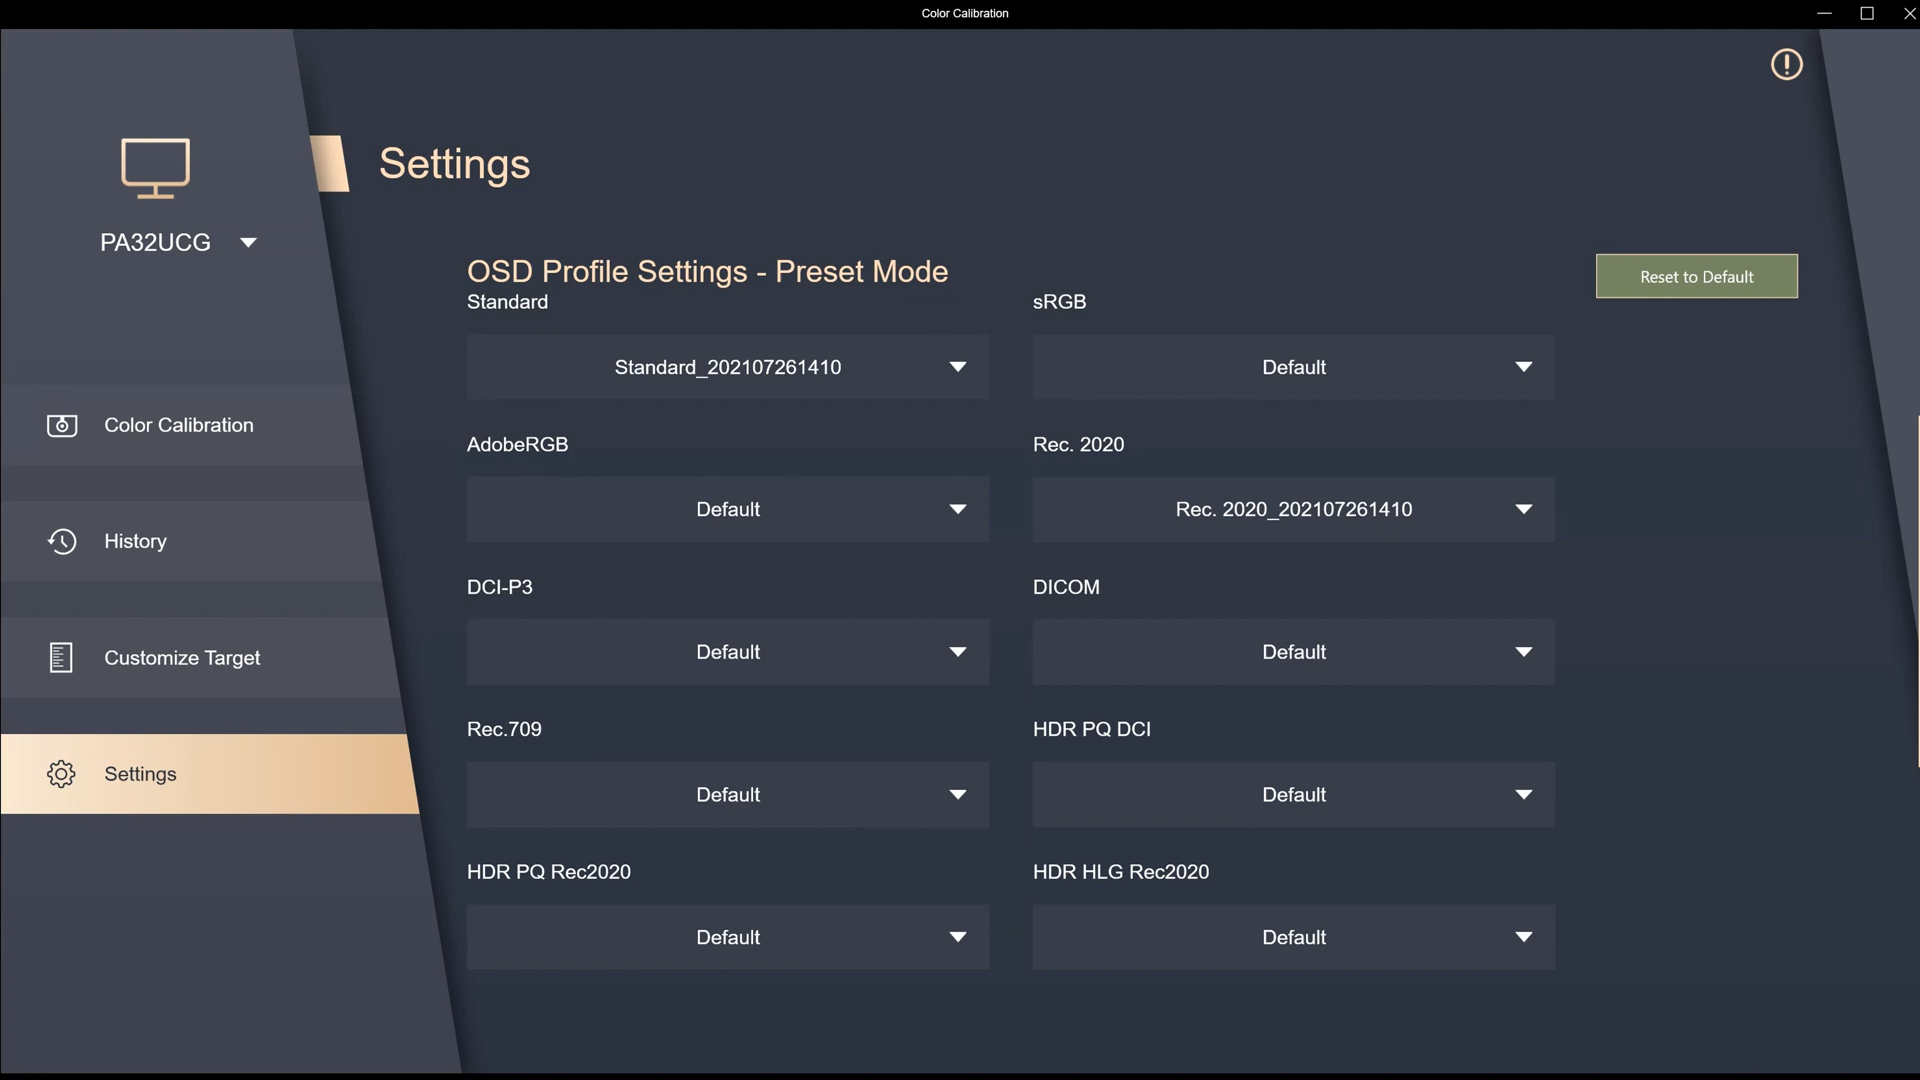 Color Calibration
Settings
PA32UCG
OSD Profile Settings - Preset Mode
Reset to Default
Standard
sRGB
Standard_202107261410
Default
Color Calibration
AdobeRGB
Rec. 2020
Default
Rec. 2020_202107261410
History
DCI-P3
DICOM
Default
Default
Customize Target
Rec.709
HDR PQ DCI
Settings
Default
Default
HDR PQ Rec2020
HDR HLG Rec2020
Default
Default